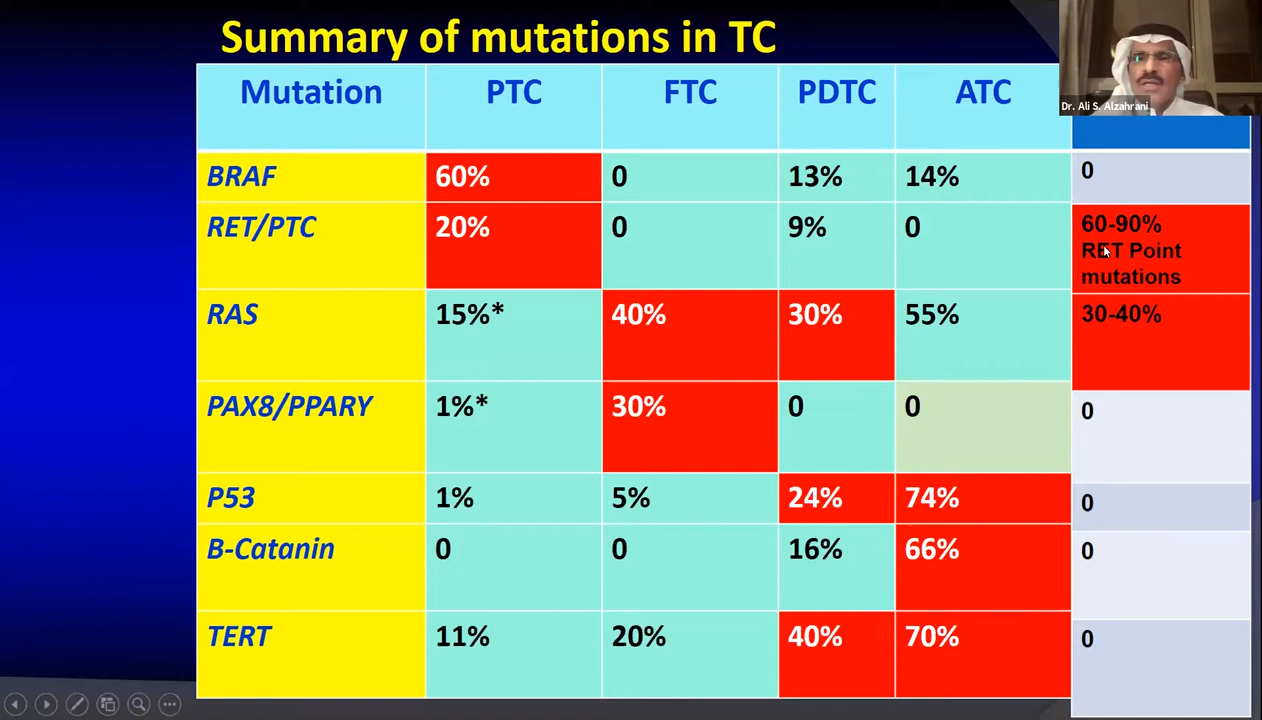 Summary of mutations in TC
Dr. Ali S. Alzahrani
Mutation PTC FTC PDTC ATC
BRAF 60% 0 13% 14% 0
RET/PTC 20% 0 9% 0 60-90%
RET Point
mutations
RAS 15%* 40% 30% 55% 30-40%
PAX8/PPARY 1%* 30% 0 0 0
P53 1% 5% 24% 74% 0
B-Catanin 0 0 16% 66% 0
TERT 11% 20% 40% 70% 0